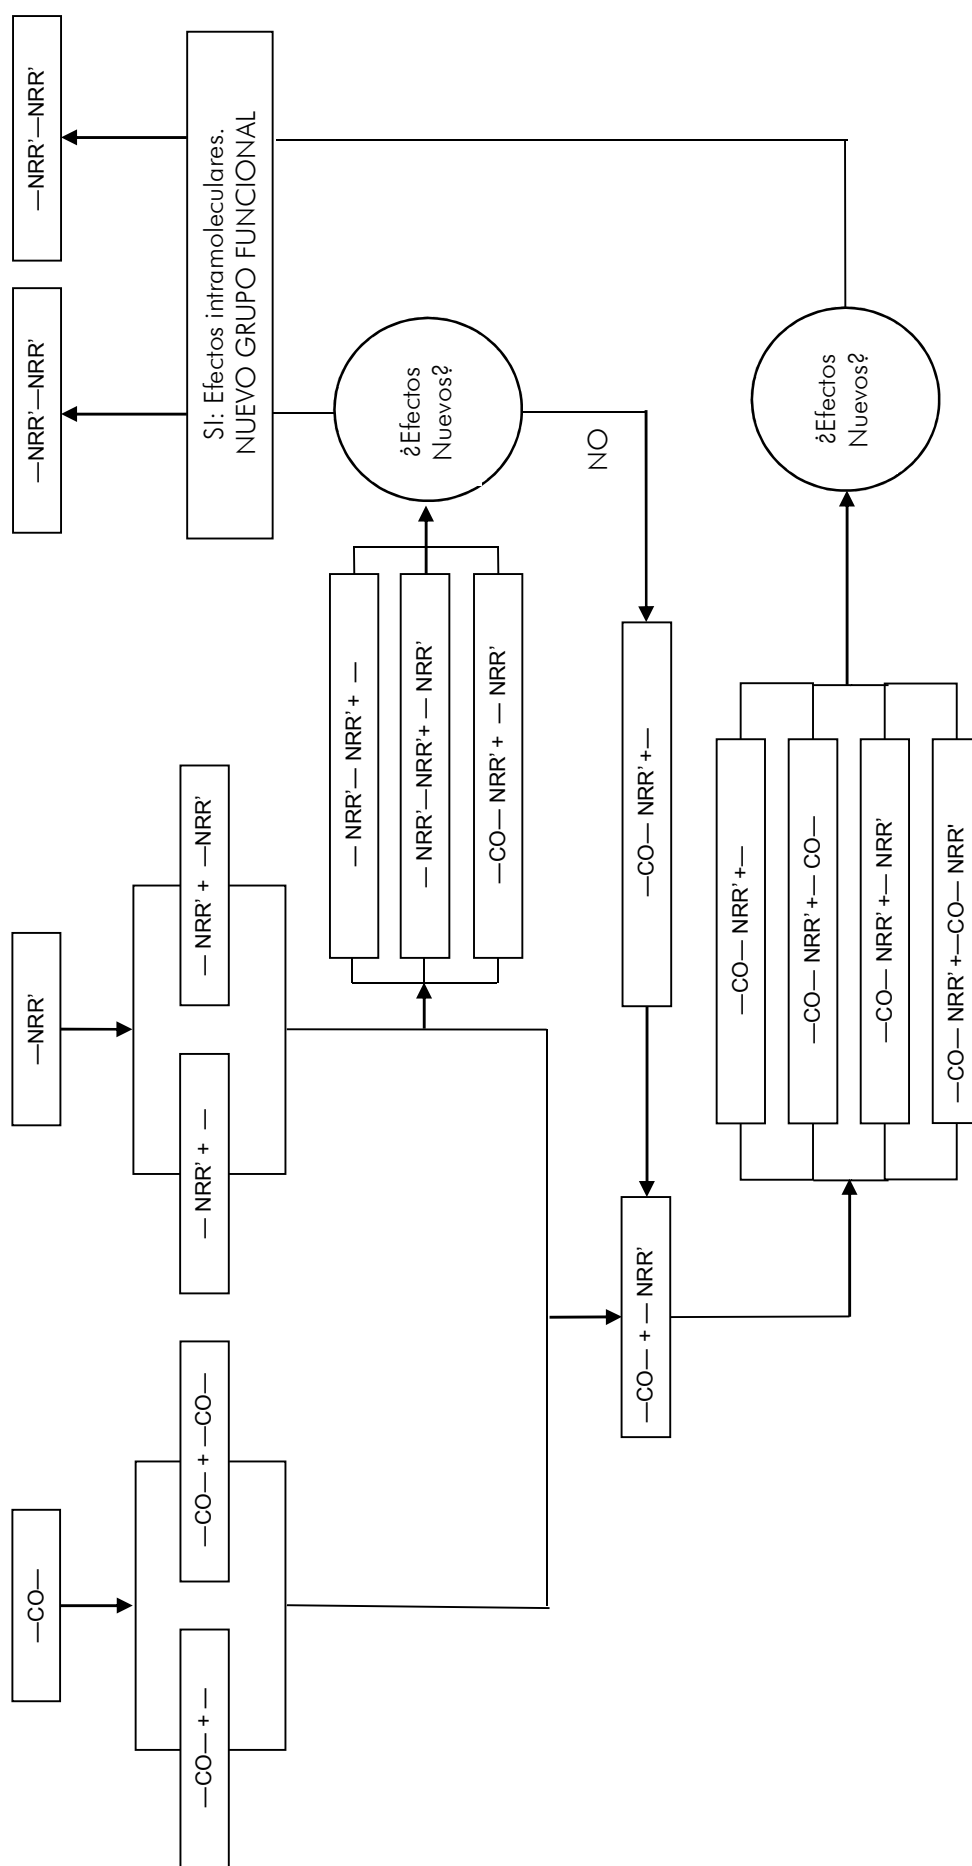 —CO—
—NRR’
—NRR’—NRR’
—NRR’—NRR’
—CO— + —
—CO— + —CO—
— NRR’ + —
— NRR’ + —NRR’
SI: Efectos intramoleculares.
NUEVO GRUPO FUNCIONAL
— NRR’— NRR’ + —
— NRR’—NRR’+ — NRR’
—CO— NRR’ + — NRR’
¿Efectos
Nuevos?
NO
—CO— + — NRR’
—CO— NRR’ +—
—CO— NRR’ +—
—CO— NRR’ +— CO—
—CO— NRR’ +— NRR’
—CO— NRR’ +—CO— NRR'
¿Efectos
Nuevos?